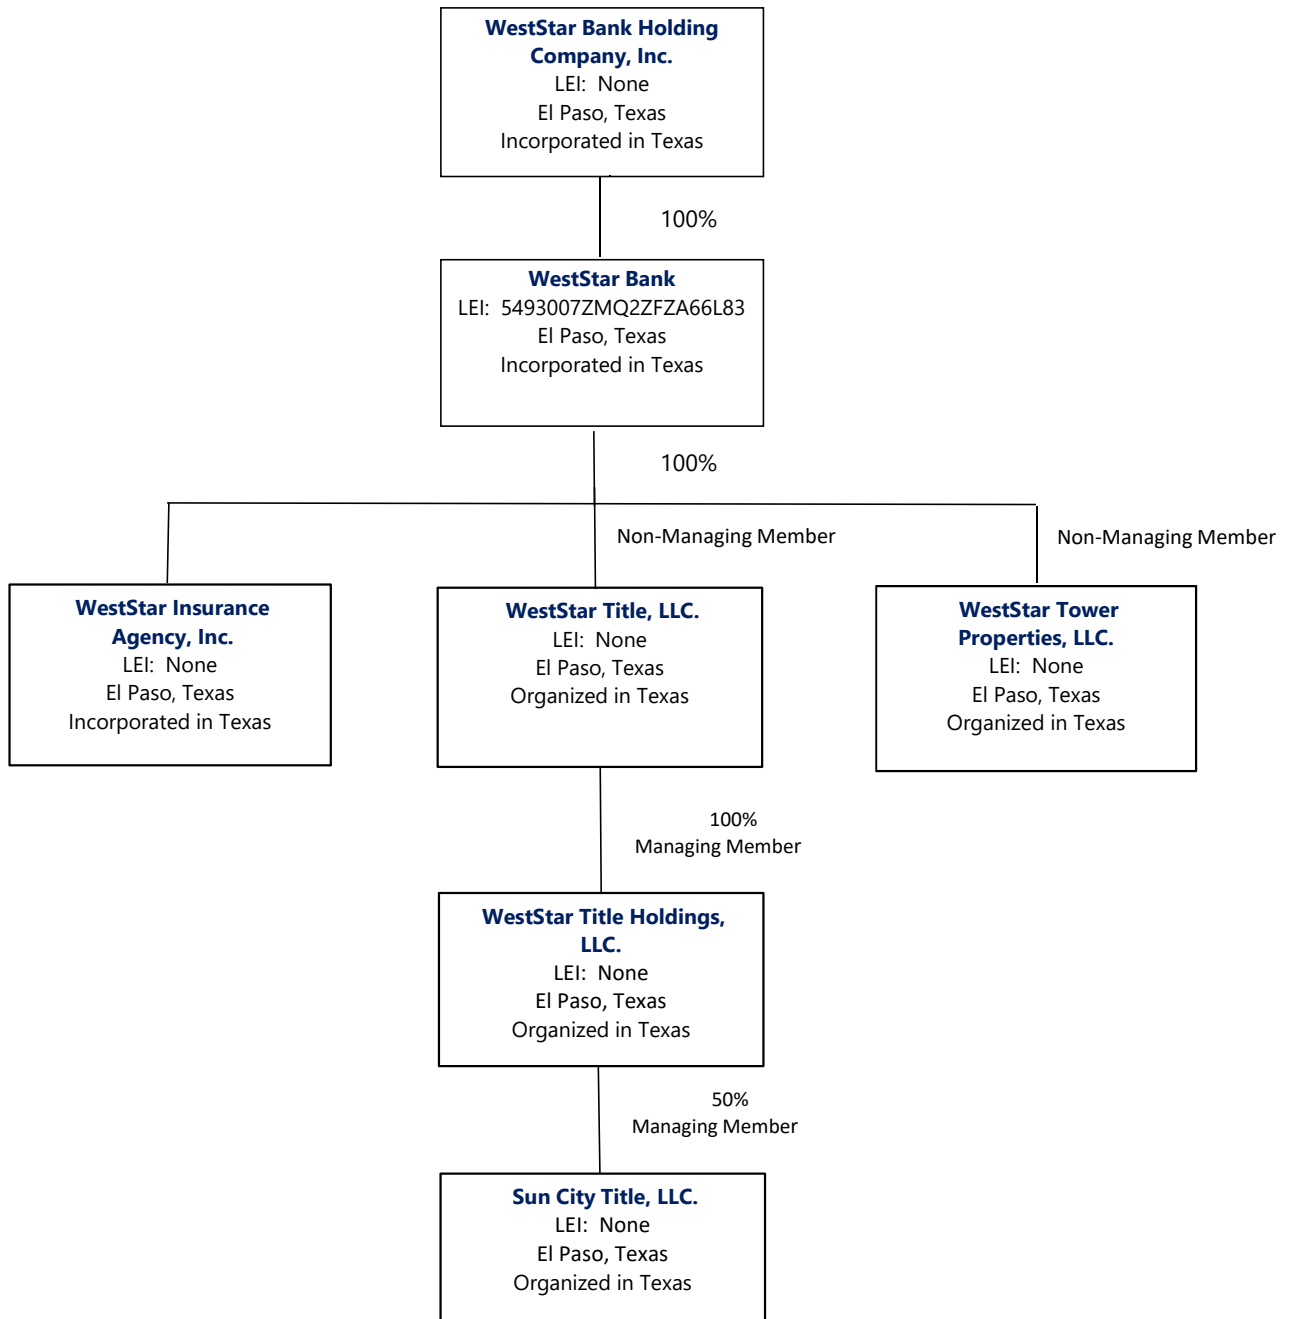 WestStar Bank Holding
Company, Inc.
LEI:  None
El Paso, Texas
Incorporated in Texas
100%
WestStar Bank
LEI:  5493007ZMQ2ZFZA66L83
El Paso, Texas
Incorporated in Texas
100%
Non-Managing Member
Non-Managing Member
WestStar Insurance
Agency, Inc.
LEI:  None
El Paso, Texas
Incorporated in Texas
WestStar Title, LLC.
LEI:  None
El Paso, Texas
Organized in Texas
WestStar Tower
Properties, LLC.
LEI:  None
El Paso, Texas
Organized in Texas
100%
Managing Member
WestStar Title Holdings,
LLC.
LEI:  None
El Paso, Texas
Organized in Texas
50%
Managing Member
Sun City Title, LLC.
LEI:  None
El Paso, Texas
Organized in Texas